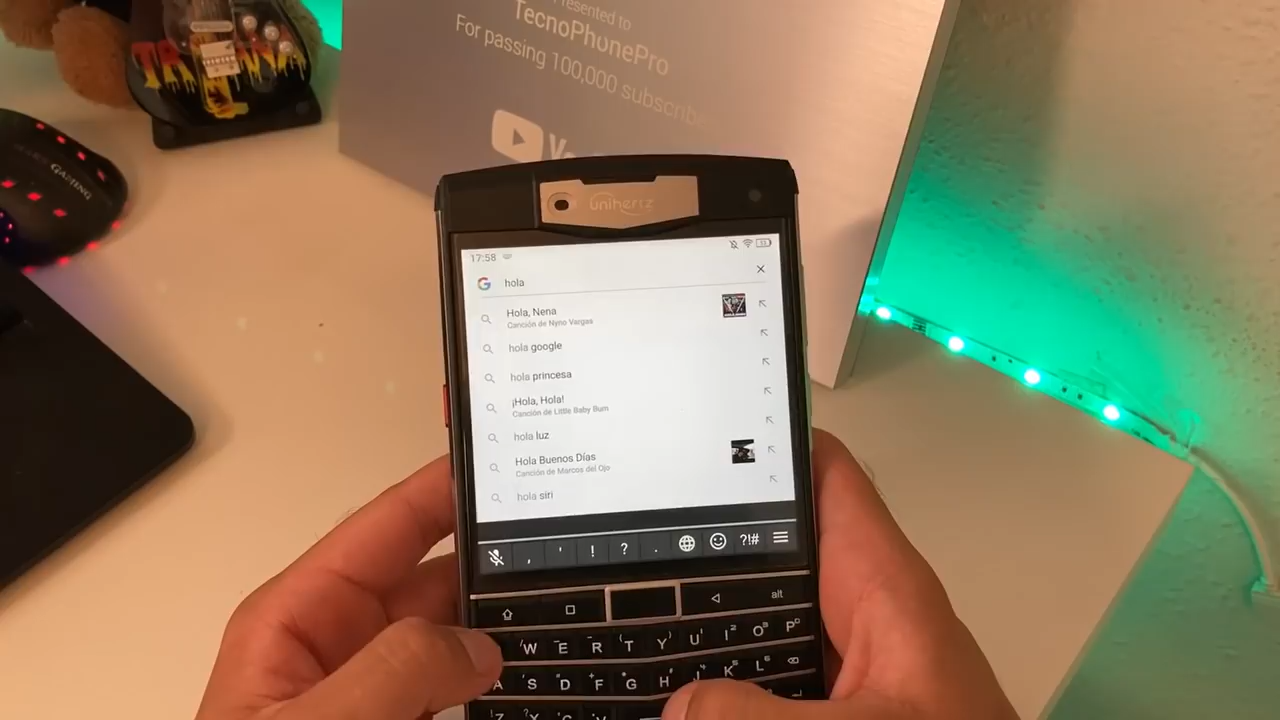 Presented to
TecnoPhonePro
For passing 100,000
GAMING
unihertz
17:58
hola
Hola, Nena
Canción de Nyno Vargas
hola google
hola princesa
¡Hola, Hola!
Canción de Little Baby Bum
hola luz
Hola Buenos Días
Canción de Marcos del Ojo
hola siri
, ' ! ? . ?!#
alt
W E R T Y U I O P
A S D F G H J K L
Z X C V